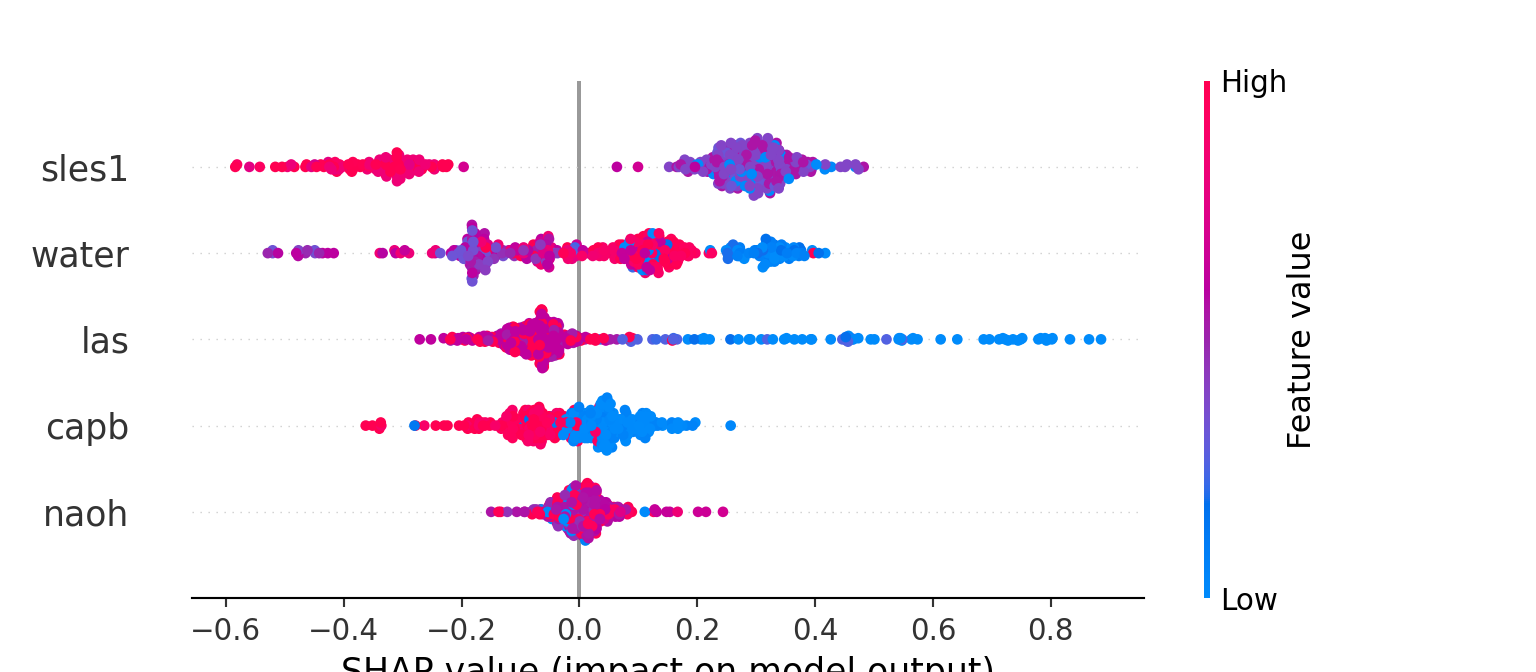 High
sles1
water
las
capb
naoh
Feature value
Low
−0.6 −0.4 −0.2 0.0 0.2 0.4 0.6 0.8
SHAP value (impact on model output)